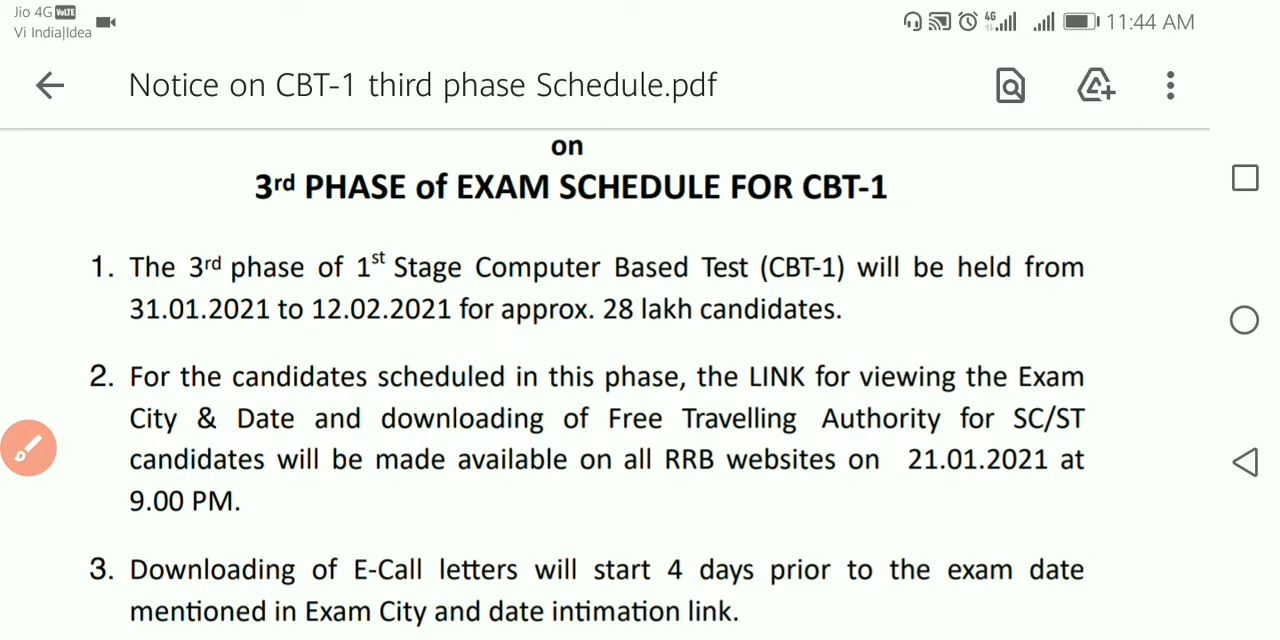 Jio 4G VoLTE
Vi India|Idea
4G
11:44 AM
Notice on CBT-1 third phase Schedule.pdf
on
3rd PHASE of EXAM SCHEDULE FOR CBT-1
1. The 3rd phase of 1st Stage Computer Based Test (CBT-1) will be held from
31.01.2021 to 12.02.2021 for approx. 28 lakh candidates.
2. For the candidates scheduled in this phase, the LINK for viewing the Exam
City & Date and downloading of Free Travelling Authority for SC/ST
candidates will be made available on all RRB websites on 21.01.2021 at
9.00 PM.
3. Downloading of E-Call letters will start 4 days prior to the exam date
mentioned in Exam City and date intimation link.